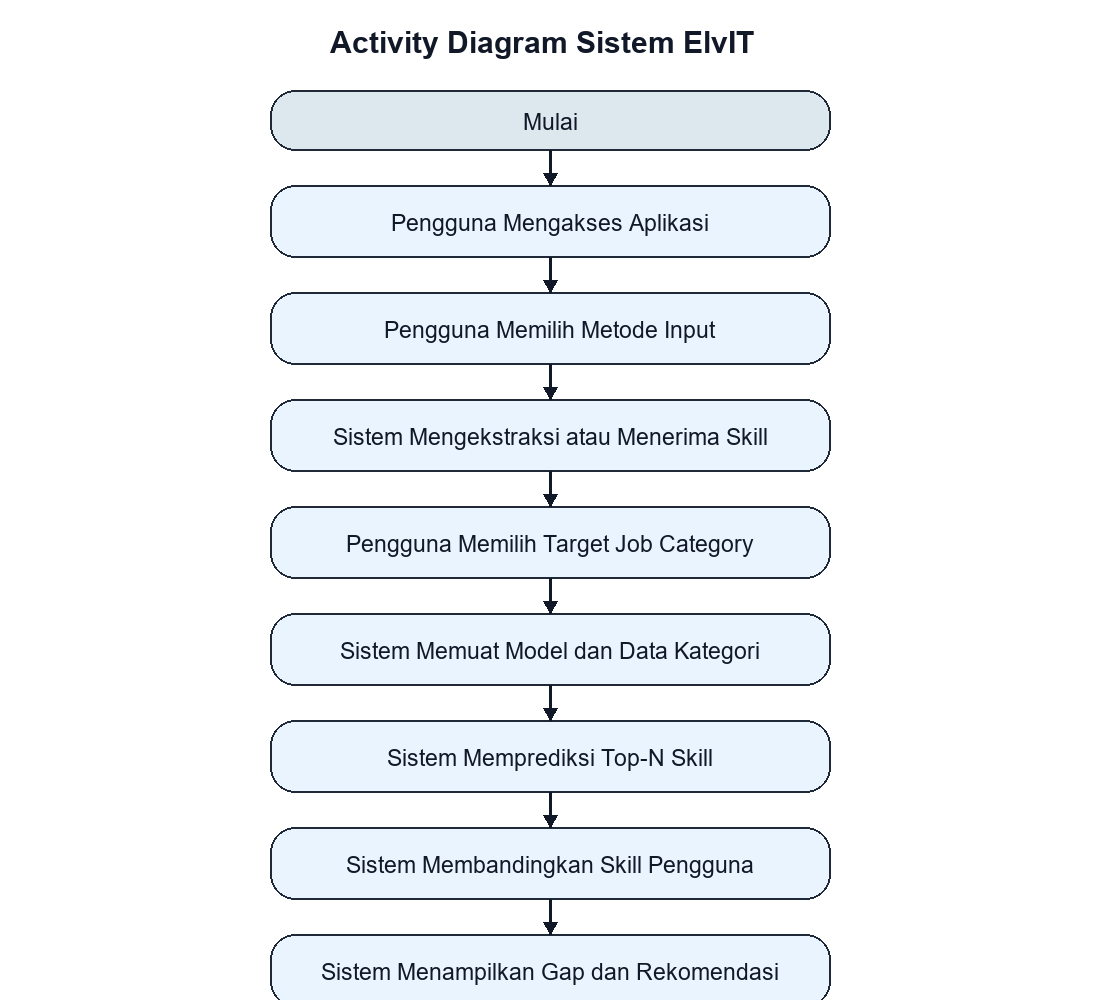 Activity Diagram Sistem ElvIT
Mulai
Pengguna Mengakses Aplikasi
Pengguna Memilih Metode Input
Sistem Mengekstraksi atau Menerima Skill
Pengguna Memilih Target Job Category
Sistem Memuat Model dan Data Kategori
Sistem Memprediksi Top-N Skill
Sistem Membandingkan Skill Pengguna
Sistem Menampilkan Gap dan Rekomendasi